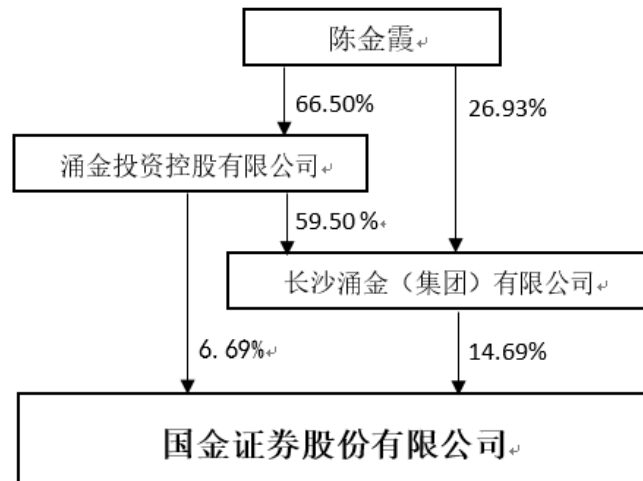 陈金霞
66.50%
26.93%
涌金投资控股有限公司
59.50%
长沙涌金（集团）有限公司
6.69%
14.69%
国金证券股份有限公司